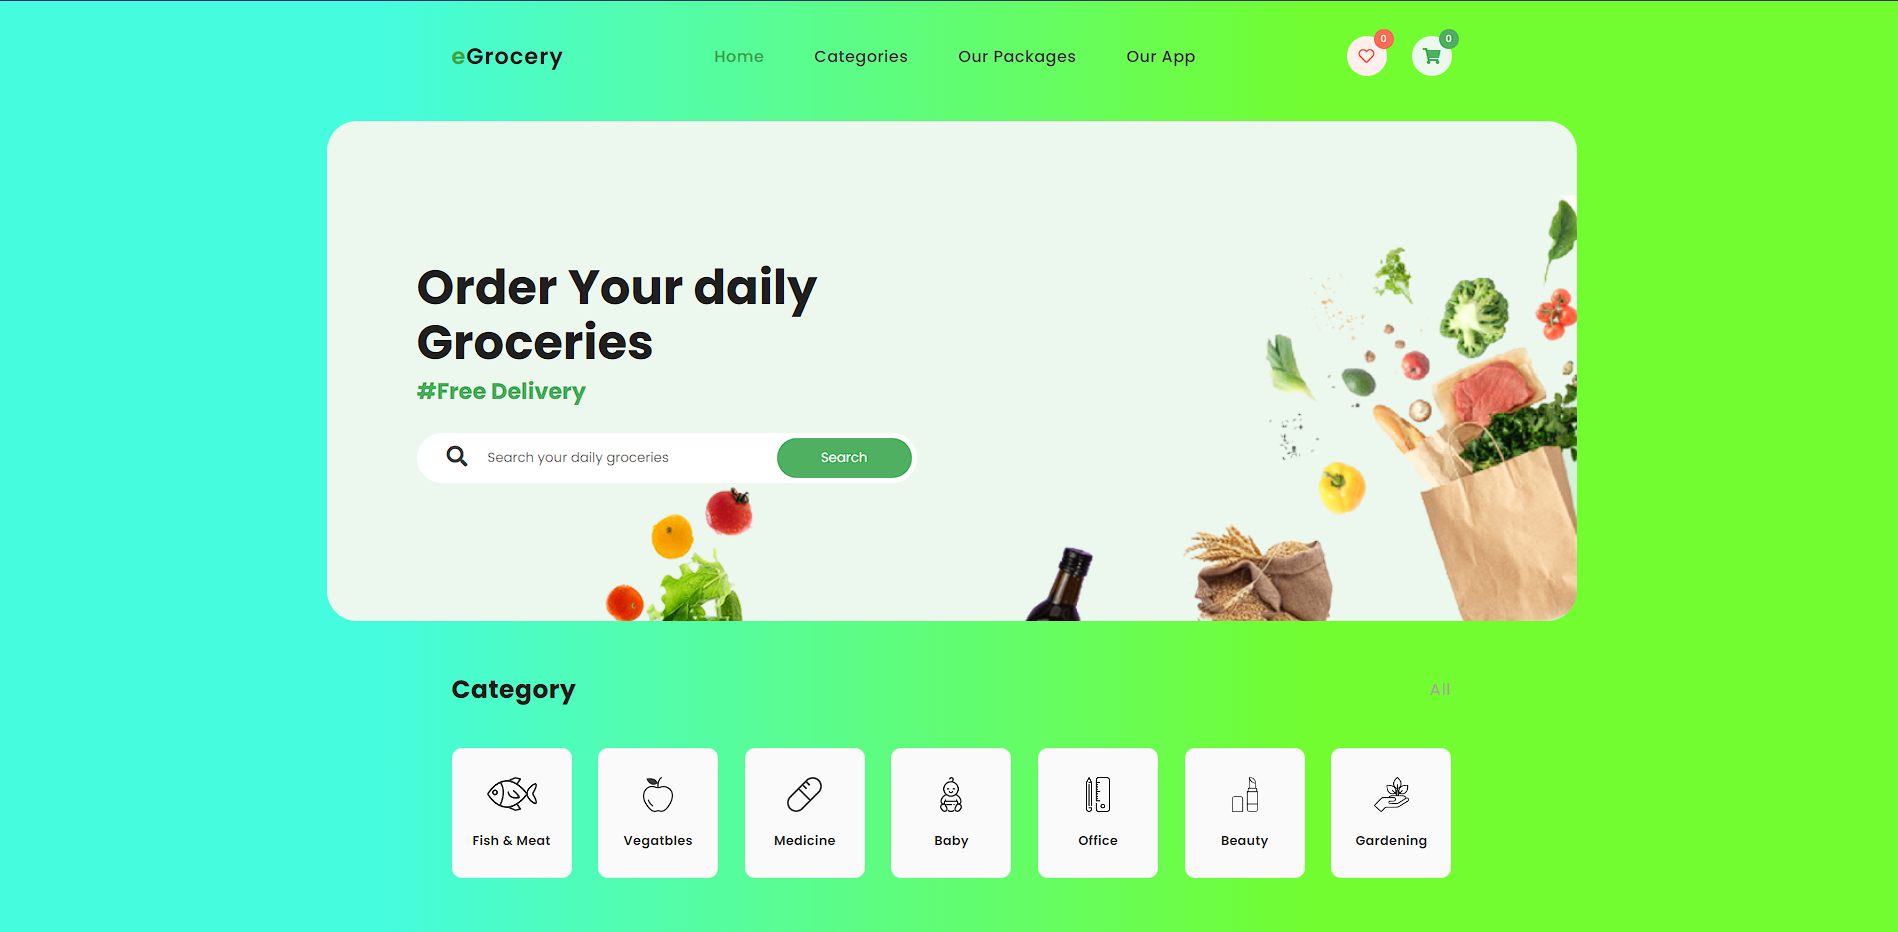 eGrocery
Home
Categories
Our Packages
Our App
0
0
Order Your daily
Groceries
#Free Delivery
Search your daily groceries
Search
Category
All
Fish & Meat
Vegatbles
Medicine
Baby
Office
Beauty
Gardening